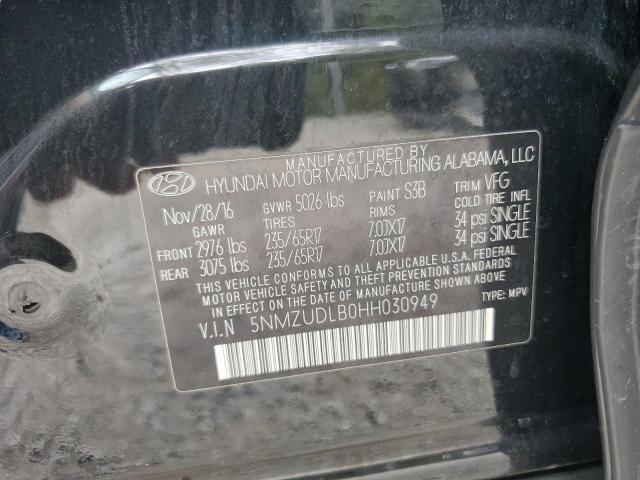 MANUFACTURED BY
HYUNDAI MOTOR MANUFACTURING ALABAMA, LLC
Nov/28/16 GVWR 5026 lbs PAINT S3B TRIM VFG
GAWR TIRES RIMS COLD TIRE INFL
FRONT 2976 lbs 235/65R17 7.0JX17 34 psi SINGLE
REAR 3075 lbs 235/65R17 7.0JX17 34 psi SINGLE
THIS VEHICLE CONFORMS TO ALL APPLICABLE U.S.A. FEDERAL
MOTOR VEHICLE SAFETY STANDARDS IN EFFECT ON THE DATE OF
MANUFACTURE SHOWN ABOVE.
V.I.N 5NMZUDLB0HH030949 TYPE: MPV